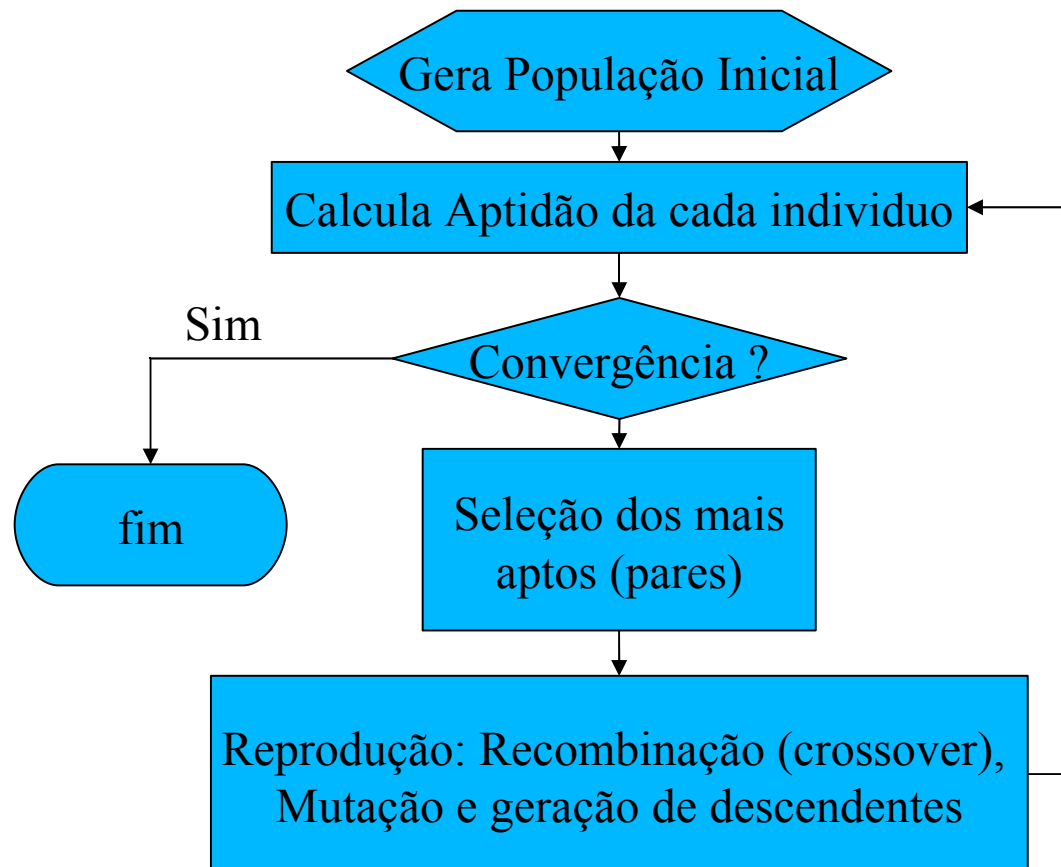 Gera População Inicial
Calcula Aptidão da cada individuo
Sim
Convergência ?
fim
Seleção dos mais
aptos (pares)
Reprodução: Recombinação (crossover),
Mutação e geração de descendentes